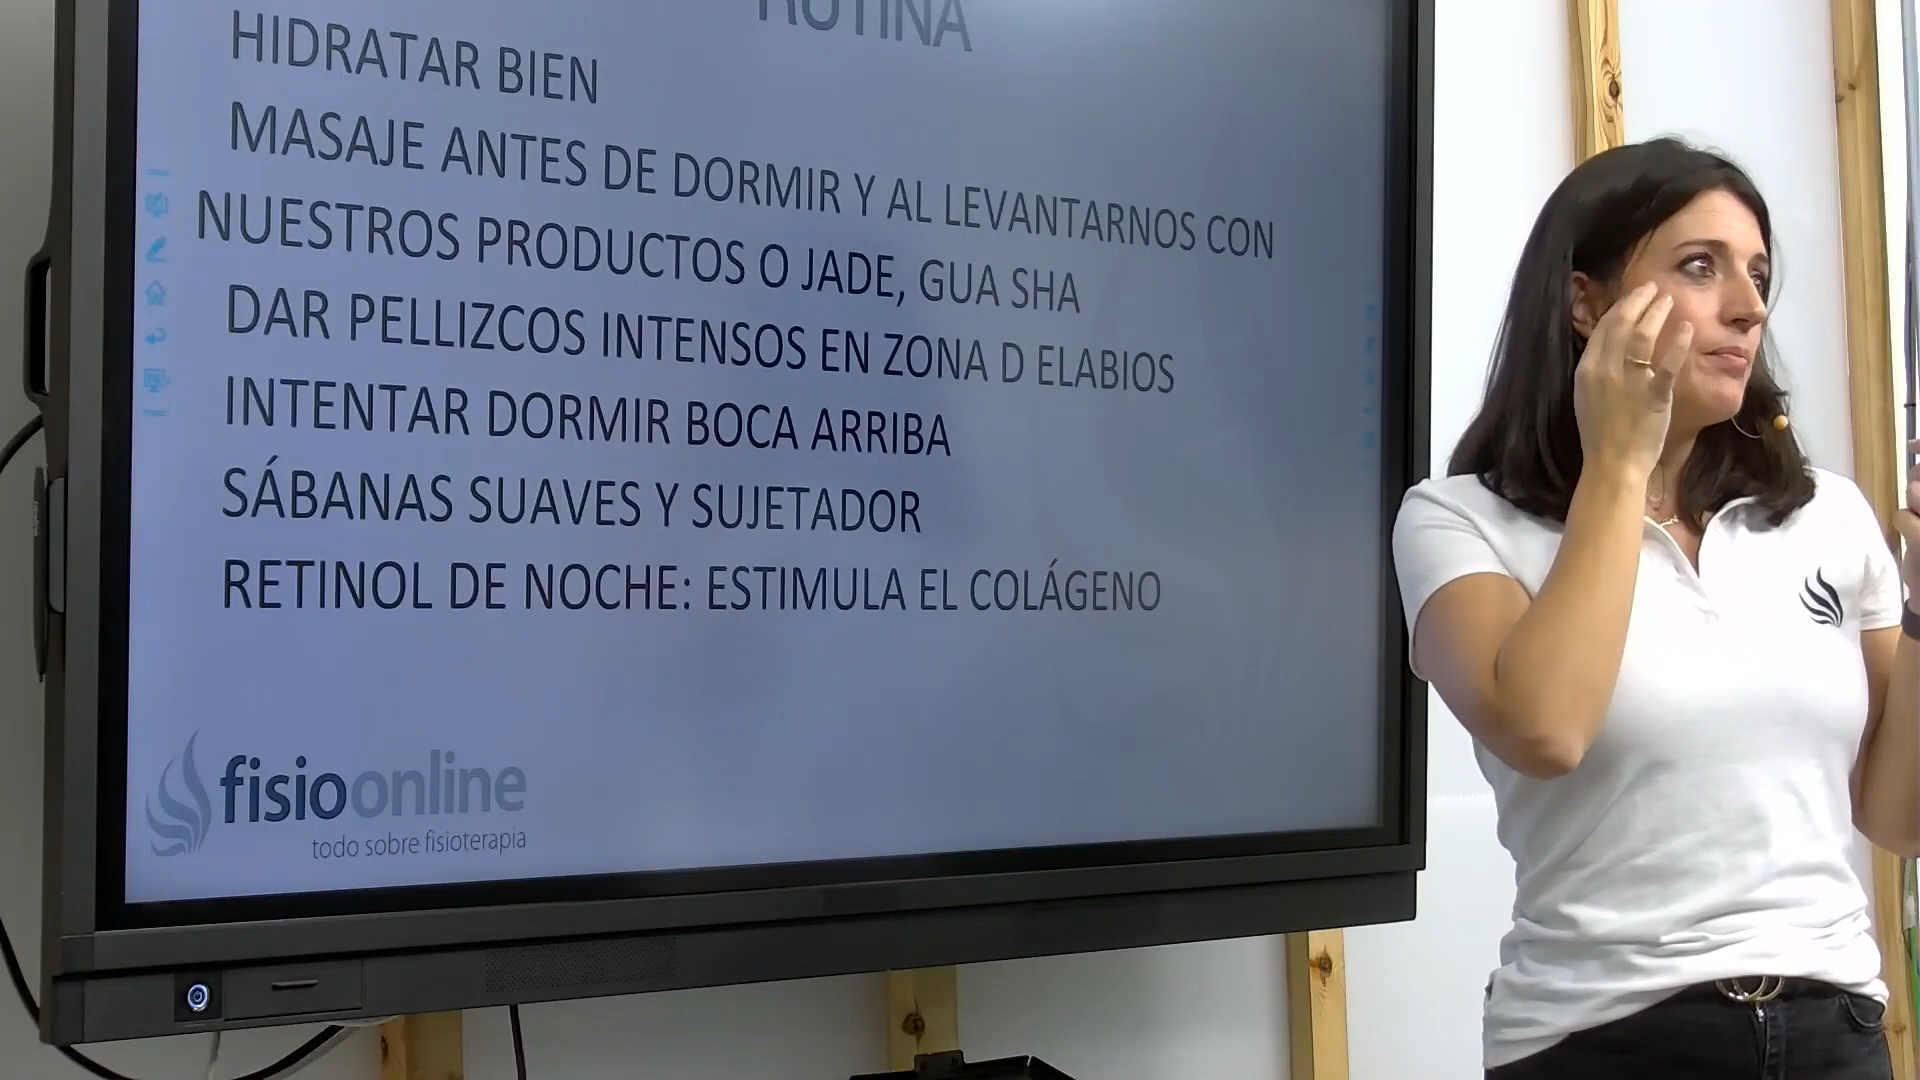 RUTINA
HIDRATAR BIEN
MASAJE ANTES DE DORMIR Y AL LEVANTARNOS CON
NUESTROS PRODUCTOS O JADE, GUA SHA
DAR PELLIZCOS INTENSOS EN ZONA D ELABIOS
INTENTAR DORMIR BOCA ARRIBA
SÁBANAS SUAVES Y SUJETADOR
RETINOL DE NOCHE: ESTIMULA EL COLÁGENO
fisioonline
todo sobre fisioterapia